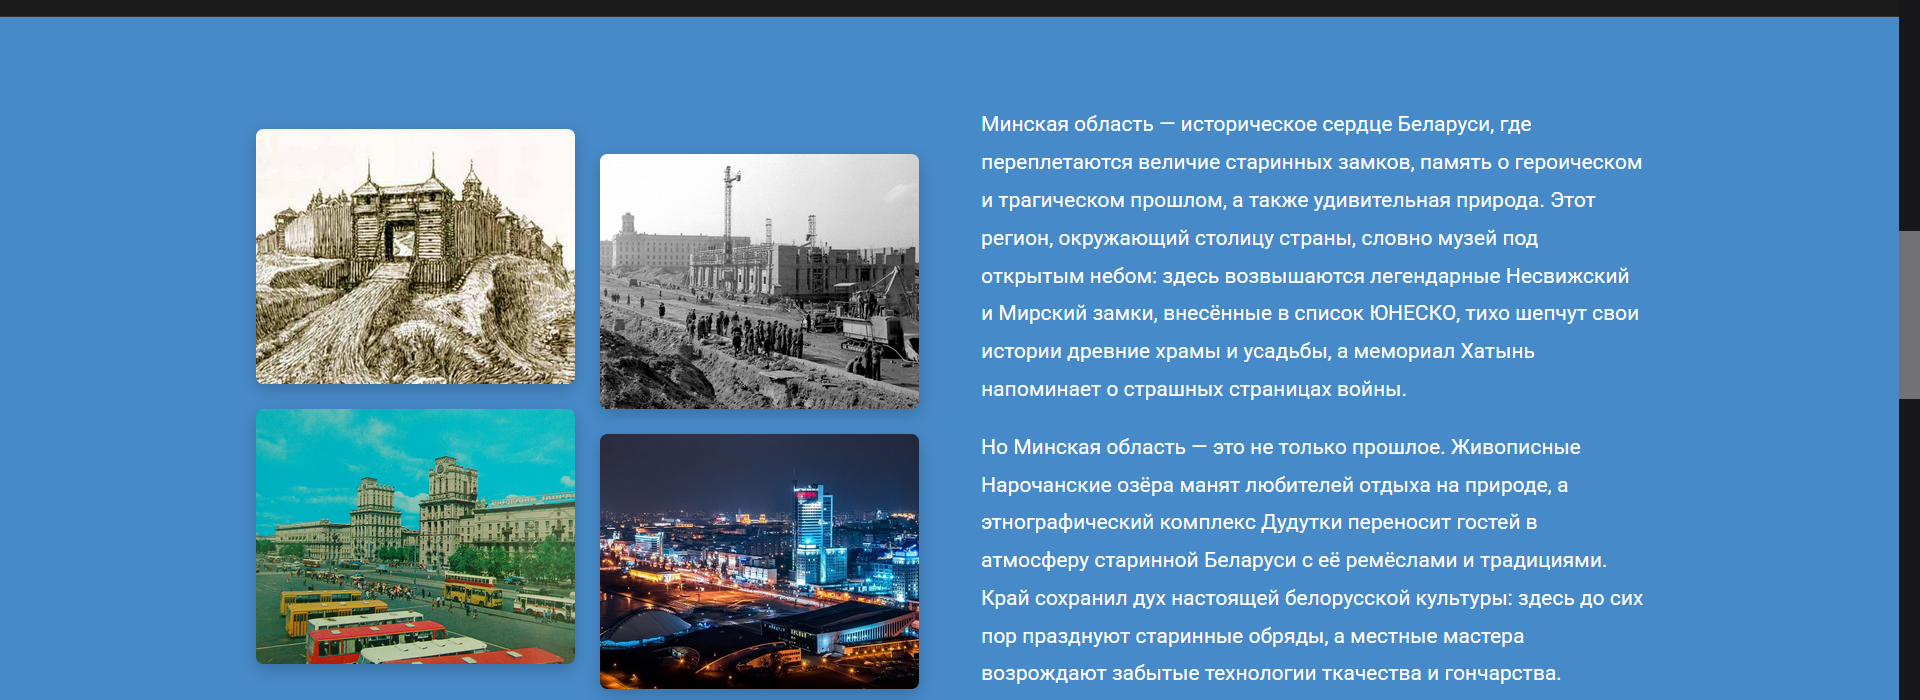 Минская область — историческое сердце Беларуси, где
переплетаются величие старинных замков, память о героическом
и трагическом прошлом, а также удивительная природа. Этот
регион, окружающий столицу страны, словно музей под
открытым небом: здесь возвышаются легендарные Несвижский
и Мирский замки, внесённые в список ЮНЕСКО, тихо шепчут свои
истории древние храмы и усадьбы, а мемориал Хатынь
напоминает о страшных страницах войны.
Но Минская область — это не только прошлое. Живописные
Нарочанские озёра манят любителей отдыха на природе, а
этнографический комплекс Дудутки переносит гостей в
атмосферу старинной Беларуси с её ремёслами и традициями.
Край сохранил дух настоящей белорусской культуры: здесь до сих
пор празднуют старинные обряды, а местные мастера
возрождают забытые технологии ткачества и гончарства.